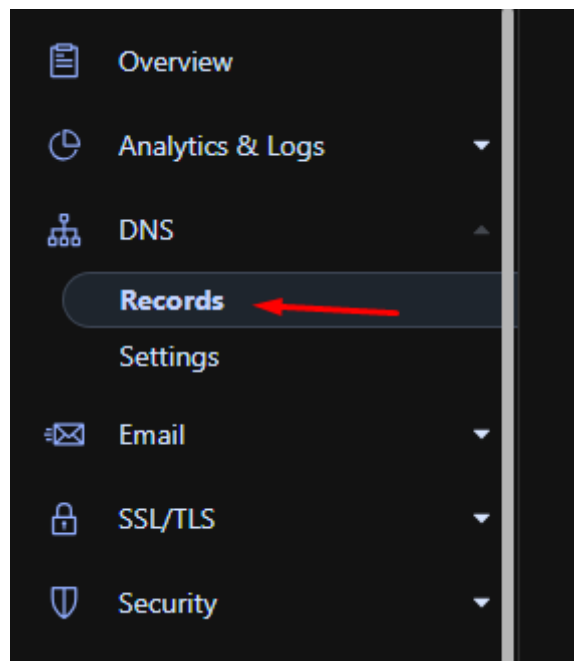 Overview
Analytics & Logs
DNS
Records
Settings
Email
SSL/TLS
Security